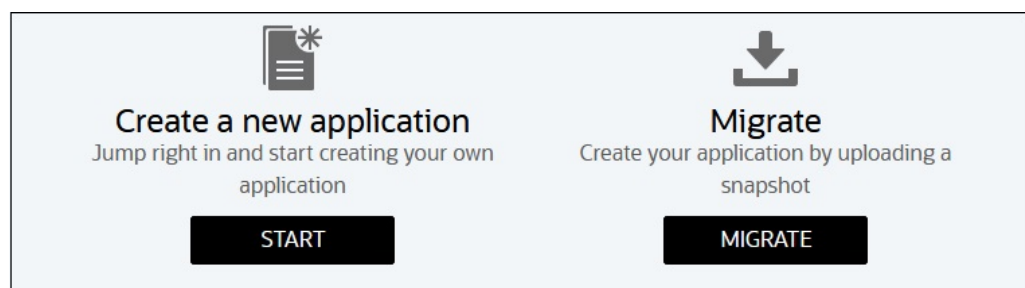 Create a new application
Jump right in and start creating your own
application
START
Migrate
Create your application by uploading a
snapshot
MIGRATE